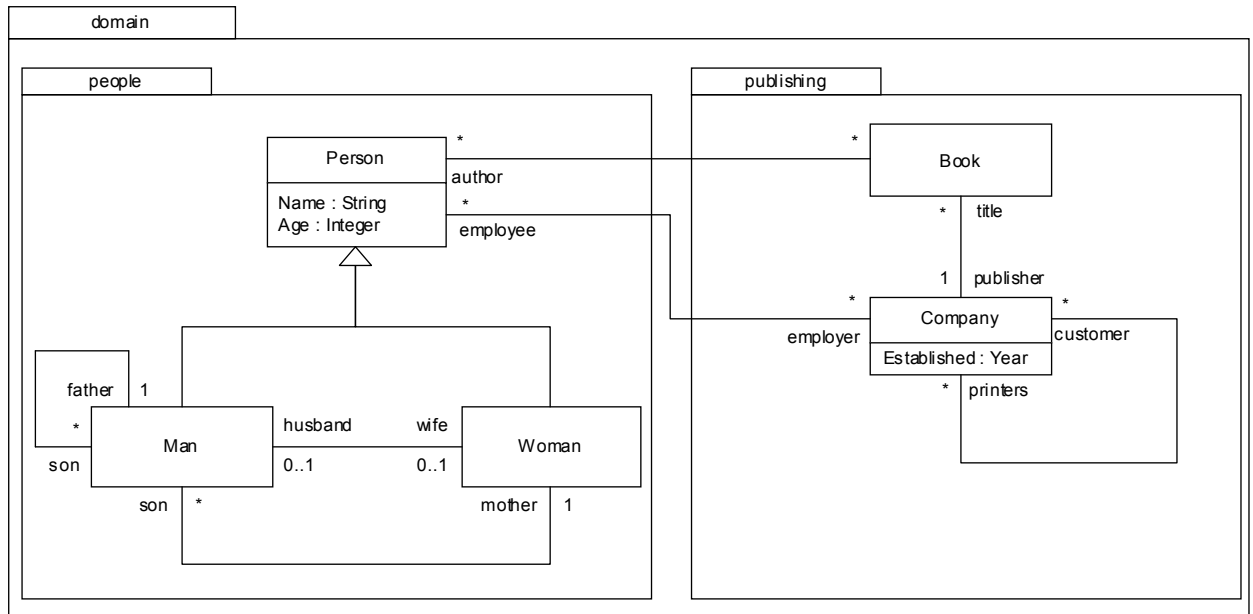 domain
people
publishing
Person
Name : String
Age : Integer
*
author
*
employee
*
Book
*
title
1
publisher
*
employer
Company
Established : Year
*
customer
*
printers
father
1
*
son
Man
husband
0..1
wife
0..1
Woman
son
*
mother
1